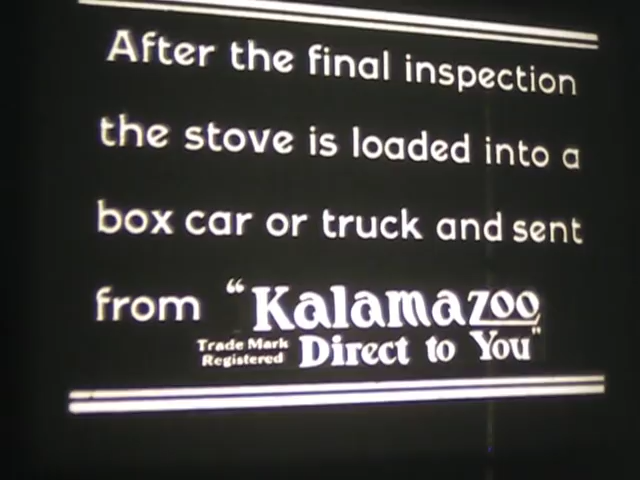 After the final inspection
the stove is loaded into a
box car or truck and sent
from "Kalamazoo
Trade Mark
Registered
Direct to You"